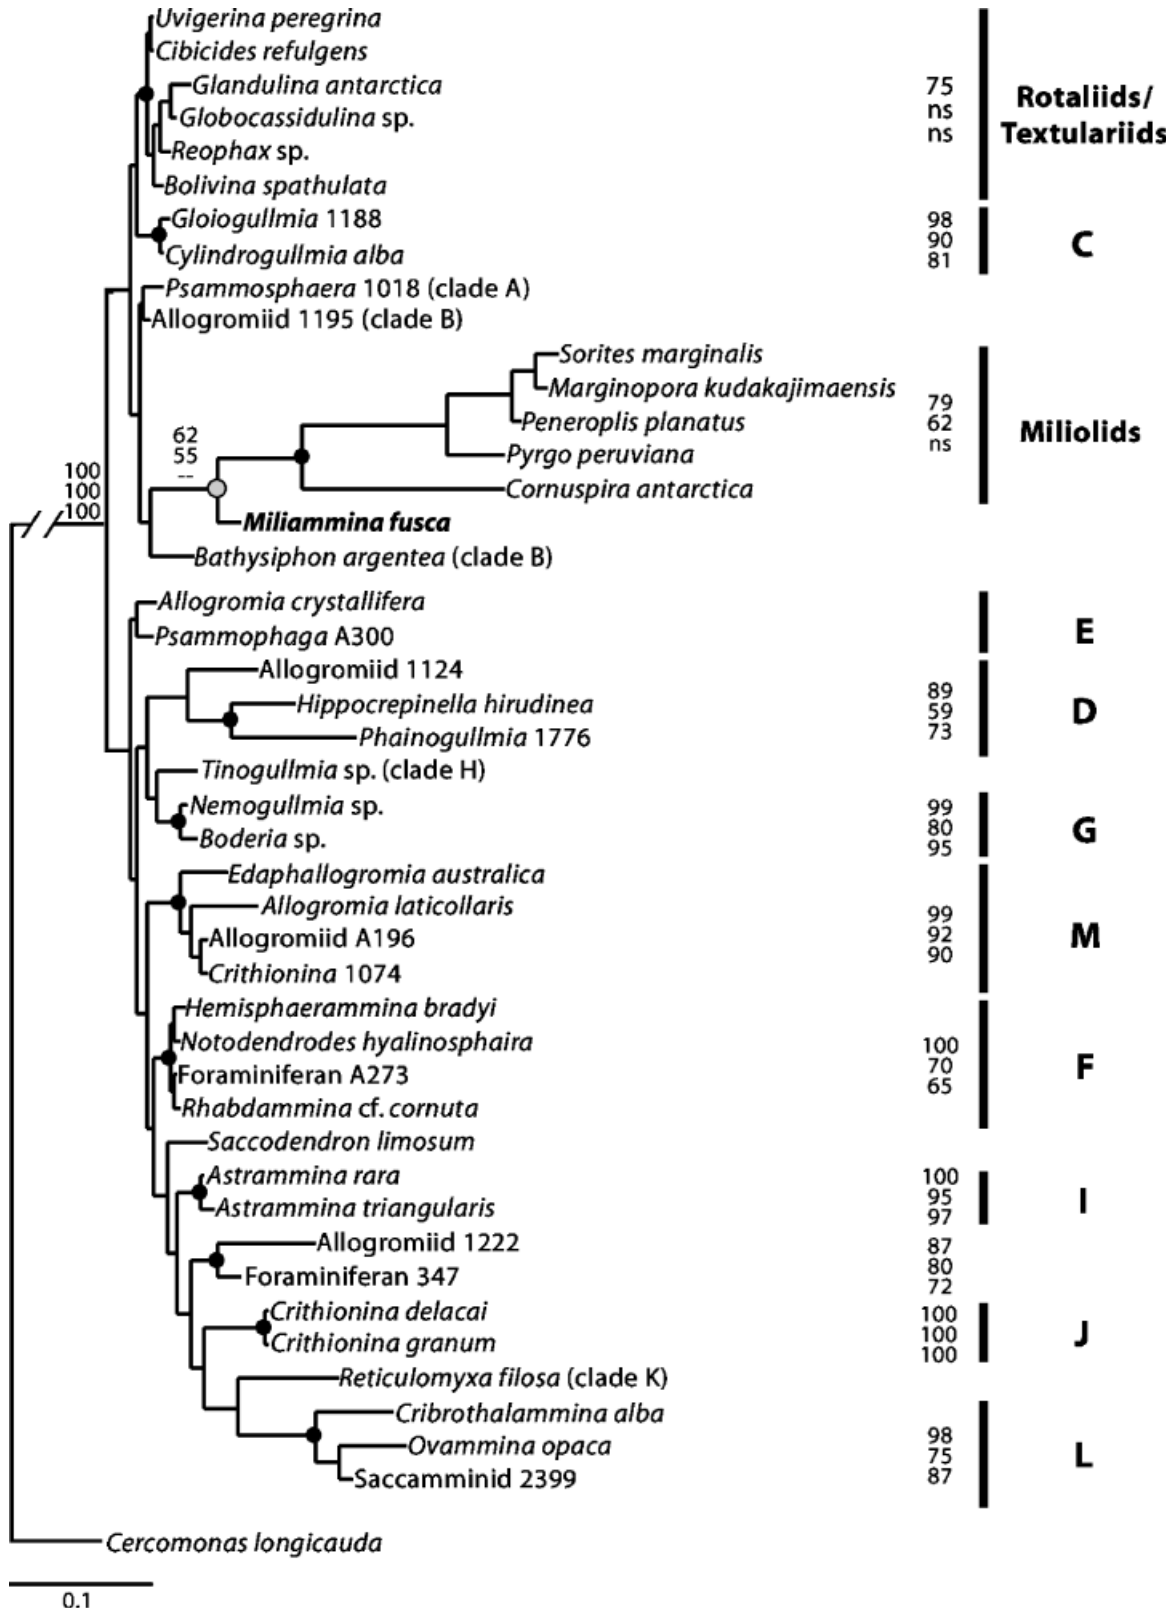 Uvigerina peregrina
Cibicides refulgens
Glandulina antarctica
Globocassidulina sp.
Reophax sp.
Bolivina spathulata
75
ns
ns
Rotaliids/
Textulariids
Gloiogullmia 1188
Cylindrogullmia alba
98
90
81
C
Psammosphaera 1018 (clade A)
Allogromiid 1195 (clade B)
Sorites marginalis
Marginopora kudakajimaensis
Peneroplis planatus
Pyrgo peruviana
Cornuspira antarctica
79
62
ns
Miliolids
62
55
--
100
100
100
Miliammina fusca
Bathysiphon argentea (clade B)
Allogromia crystallifera
Psammophaga A300
E
Allogromiid 1124
Hippocrepinella hirudinea
Phainogullmia 1776
89
59
73
D
Tinogullmia sp. (clade H)
Nemogullmia sp.
Boderia sp.
99
80
95
G
Edaphallogromia australica
Allogromia laticollaris
Allogromiid A196
Crithionina 1074
99
92
90
M
Hemisphaerammina bradyi
Notodendrodes hyalinosphaira
Foraminiferan A273
Rhabdammina cf. cornuta
100
70
65
F
Saccodendron limosum
Astrammina rara
Astrammina triangularis
100
95
97
I
Allogromiid 1222
Foraminiferan 347
87
80
72
Crithionina delacai
Crithionina granum
100
100
100
J
Reticulomyxa filosa (clade K)
Cribrothalammina alba
Ovammina opaca
Saccamminid 2399
98
75
87
L
Cercomonas longicauda
0.1